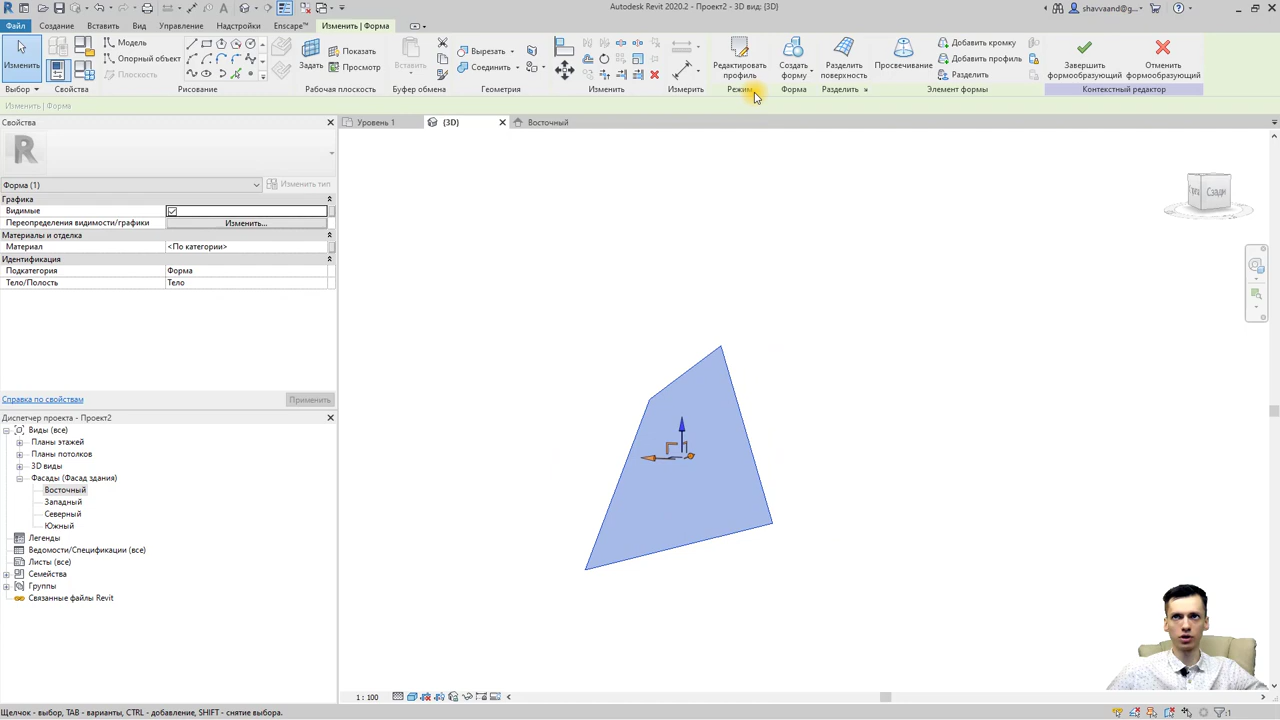 Autodesk Revit 2020.2 - Проект2 - 3D вид: {3D}
shavvaand@g...
Файл
Создание
Вставить
Вид
Управление
Надстройки
Enscape™
Изменить | Форма
Изменить
Модель
Опорный объект
Плоскость
Задать
Показать
Просмотр
Вставить
Вырезать
Соединить
Редактировать профиль
Создать форму
Разделить поверхность
Просвечивание
Добавить кромку
Добавить профиль
Разделить
Завершить формообразующий
Отменить формообразующий
Выбор
Свойства
Рисование
Рабочая плоскость
Буфер обмена
Геометрия
Изменить
Измерить
Режим
Форма
Разделить
Элемент формы
Контекстный редактор
Изменить | Форма
Свойства
Уровень 1
{3D}
Восточный
R
Форма (1)
Изменить тип
Графика
Видимые
Переопределения видимости/графики
Изменить...
Материалы и отделка
Материал
<По категории>
Идентификация
Подкатегория
Форма
Тело/Полость
Тело
Сзади
Справка по свойствам
Применить
Диспетчер проекта - Проект2
Виды (все)
Планы этажей
Планы потолков
3D виды
Фасады (Фасад здания)
Восточный
Западный
Северный
Южный
Легенды
Ведомости/Спецификации (все)
Листы (все)
Семейства
Группы
Связанные файлы Revit
1 : 100
Щелчок - выбор, TAB - варианты, CTRL - добавление, SHIFT - снятие выбора.
:1